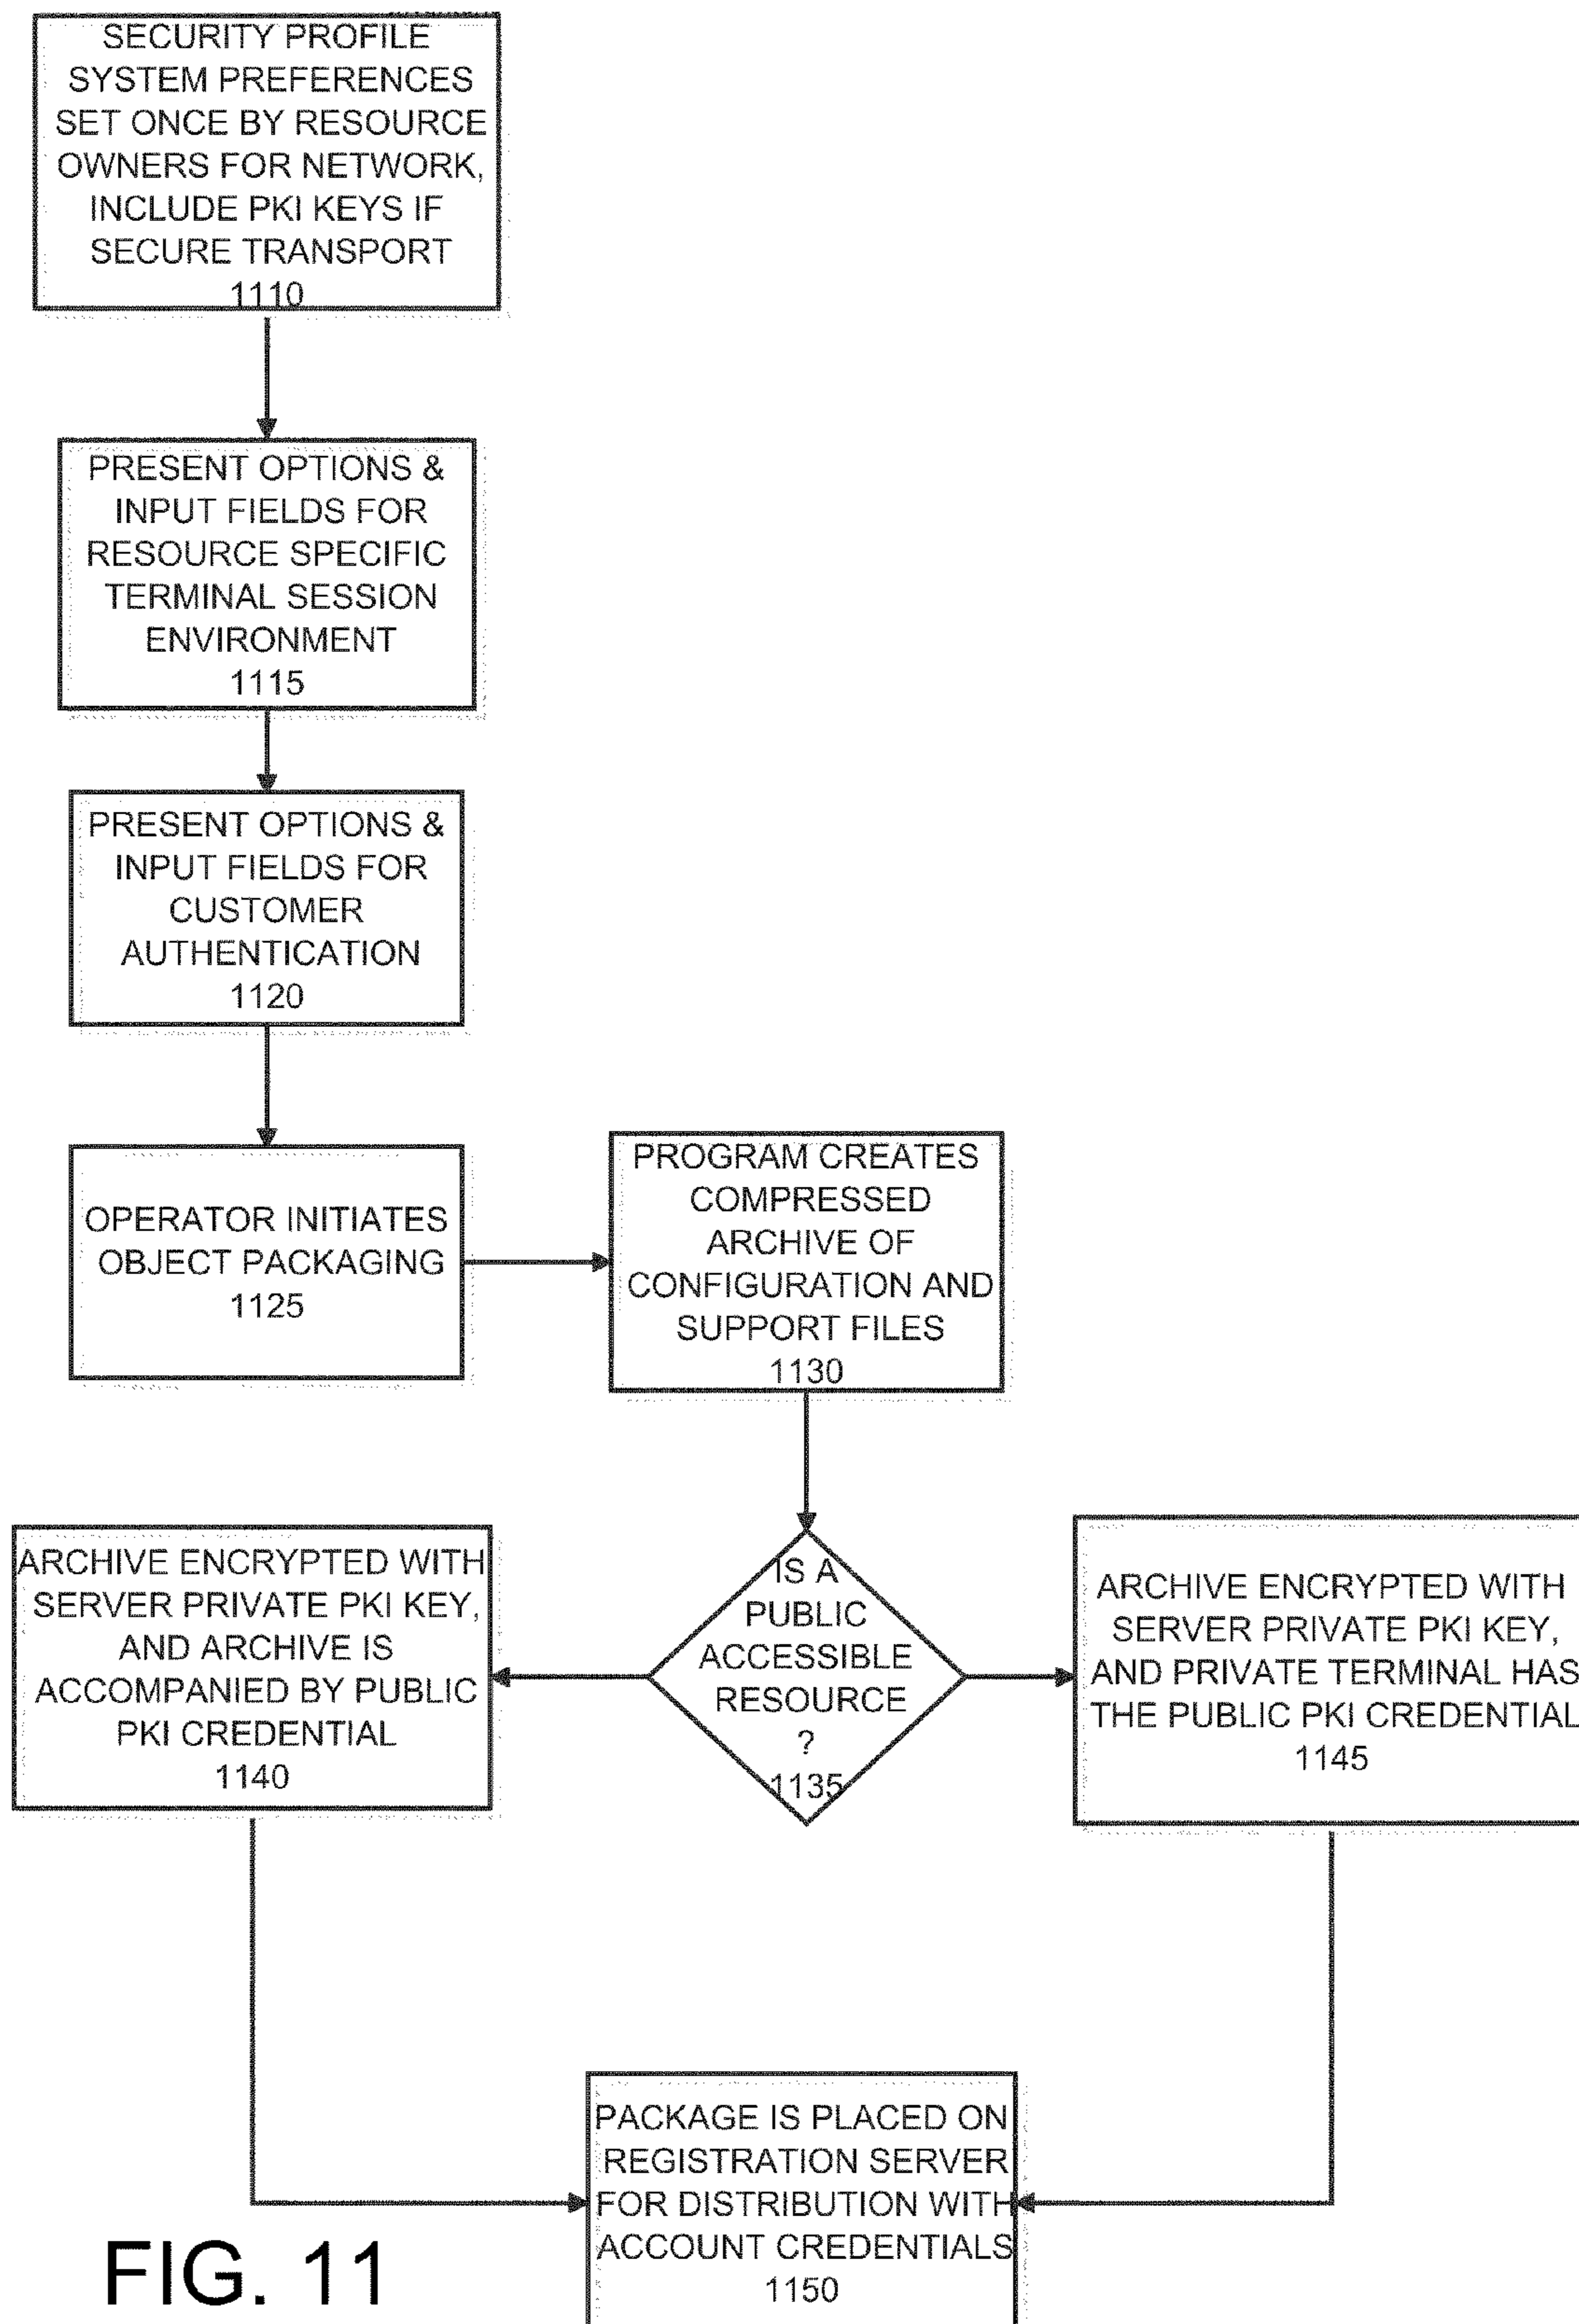 SECURITY PROFILE
SYSTEM PREFERENCES
SET ONCE BY RESOURCE
OWNERS FOR NETWORK,
INCLUDE PKI KEYS IF
SECURE TRANSPORT
1110
PRESENT OPTIONS &
INPUT FIELDS FOR
RESOURCE SPECIFIC
TERMINAL SESSION
ENVIRONMENT
1115
PRESENT OPTIONS &
INPUT FIELDS FOR
CUSTOMER
AUTHENTICATION
1120
OPERATOR INITIATES
OBJECT PACKAGING
1125
PROGRAM CREATES
COMPRESSED
ARCHIVE OF
CONFIGURATION AND
SUPPORT FILES
1130
IS A
PUBLIC
ACCESSIBLE
RESOURCE
?
1135
ARCHIVE ENCRYPTED WITH
SERVER PRIVATE PKI KEY,
AND ARCHIVE IS
ACCOMPANIED BY PUBLIC
PKI CREDENTIAL
1140
ARCHIVE ENCRYPTED WITH
SERVER PRIVATE PKI KEY,
AND PRIVATE TERMINAL HAS
THE PUBLIC PKI CREDENTIAL
1145
PACKAGE IS PLACED ON
REGISTRATION SERVER
FOR DISTRIBUTION WITH
ACCOUNT CREDENTIALS
1150
FIG. 11